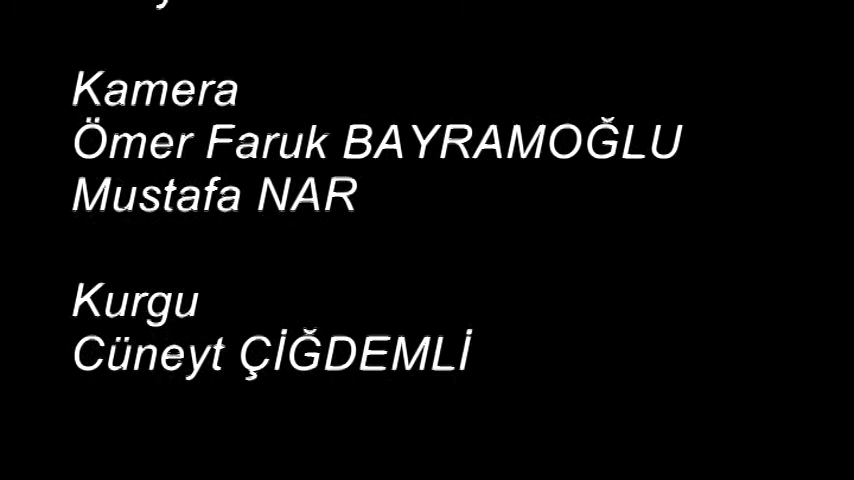 Kamera
Ömer Faruk BAYRAMOĞLU
Mustafa NAR
Kurgu
Cüneyt ÇİĞDEMLİ